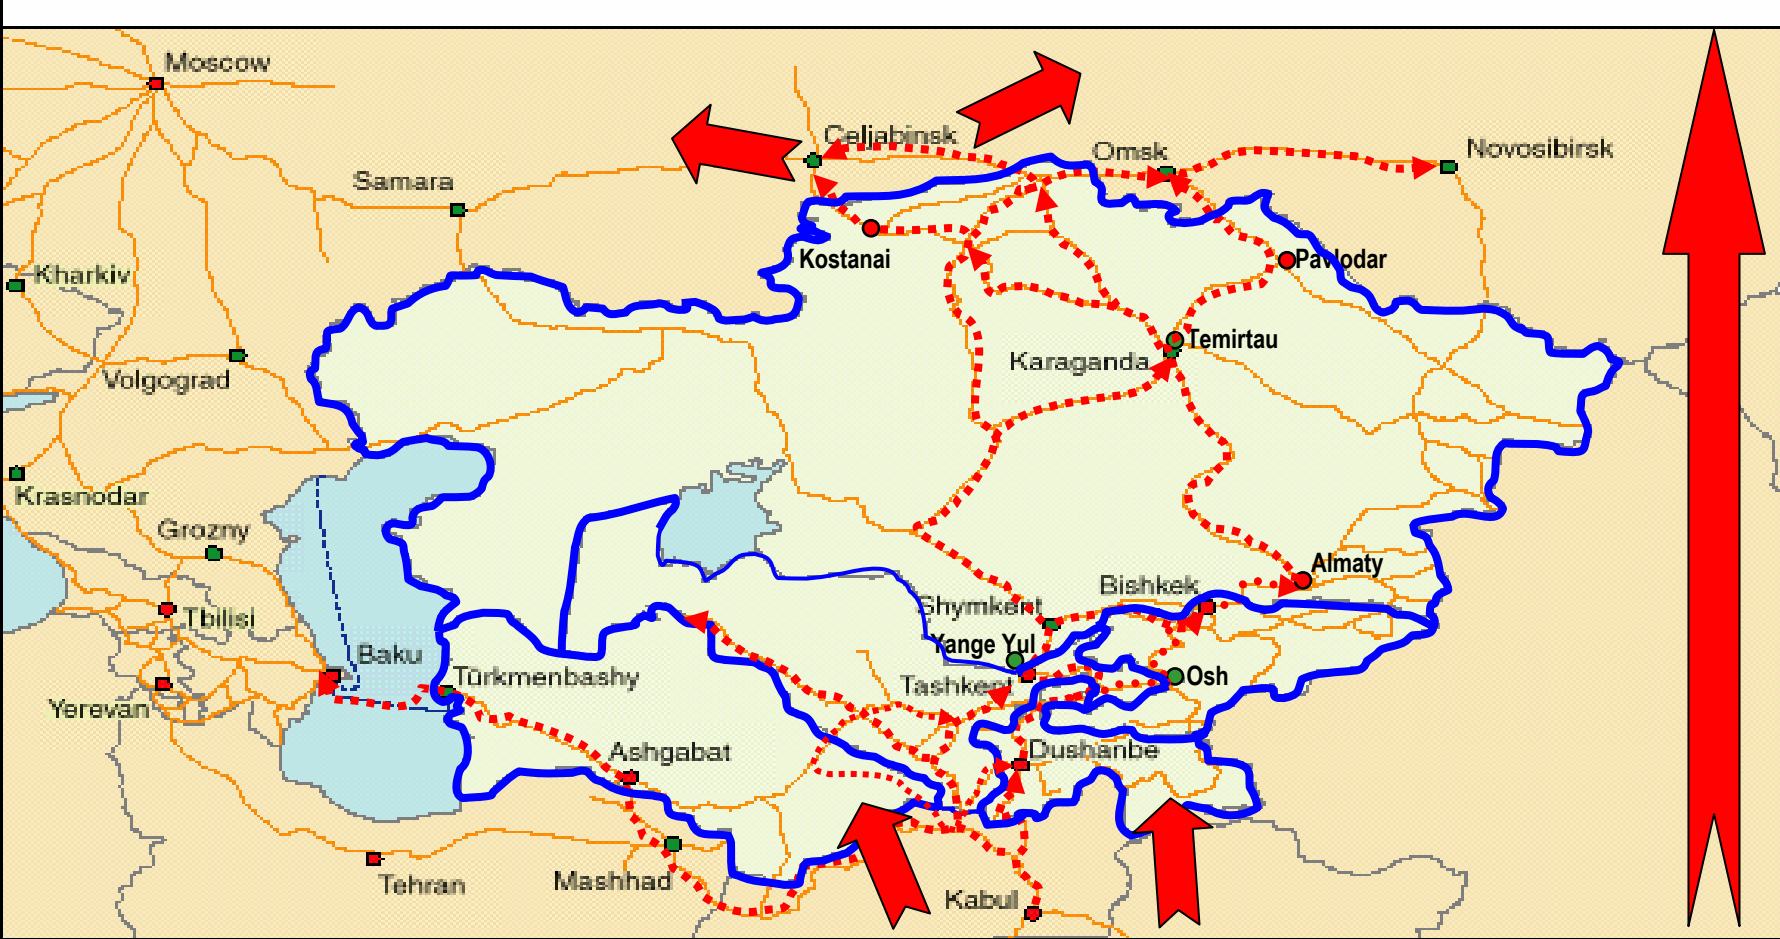 Moscow
Celjabinsk
Omsk
Novosibirsk
Samara
Kostanai
Pavlodar
Kharkiv
Temirtau
Karaganda
Volgograd
Krasnodar
Grozny
Almaty
Bishkek
Shymkent
Tbilisi
Yange Yul
Baku
Türkmenbashy
Tashkent
Osh
Yerevan
Ashgabat
Dushanbe
Tehran
Mashhad
Kabul